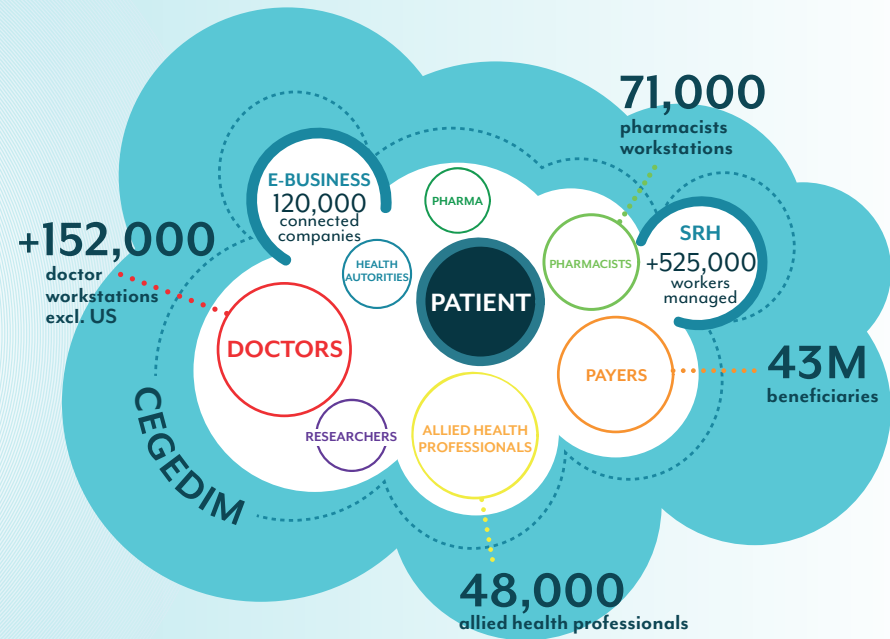 71,000
pharmacists
workstations
E-BUSINESS
120,000
connected
companies
PHARMA
+152,000
doctor
workstations
excl. US
HEALTH
AUTORITIES
PHARMACISTS
SRH
+525,000
workers
managed
PATIENT
DOCTORS
PAYERS
43M
beneficiaries
CEGEDIM
RESEARCHERS
ALLIED HEALTH
PROFESSIONALS
48,000
allied health professionals